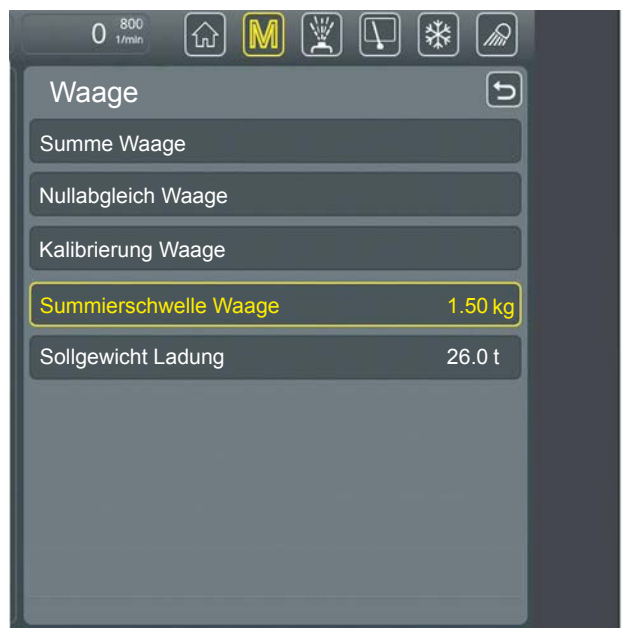 0 800
1/min
M
Waage
Summe Waage
Nullabgleich Waage
Kalibrierung Waage
Summierschwelle Waage 1.50 kg
Sollgewicht Ladung 26.0 t